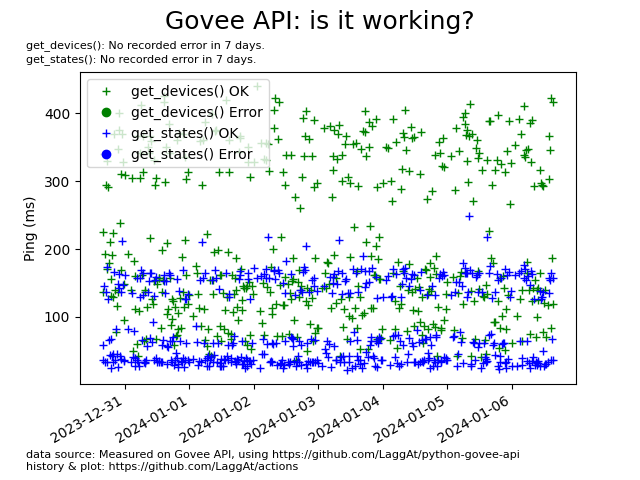 Govee API: is it working?
get_devices(): No recorded error in 7 days.
get_states(): No recorded error in 7 days.
get_devices() OK
get_devices() Error
get_states() OK
get_states() Error
400
300
200
100
Ping (ms)
2023-12-31
2024-01-01
2024-01-02
2024-01-03
2024-01-04
2024-01-05
2024-01-06
data source: Measured on Govee API, using https://github.com/LaggAt/python-govee-api
history & plot: https://github.com/LaggAt/actions